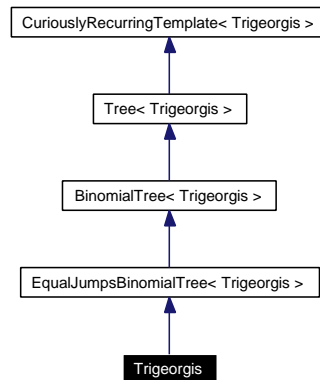 CuriouslyRecurringTemplate< Trigeorgis >
Tree< Trigeorgis >
BinomialTree< Trigeorgis >
EqualJumpsBinomialTree< Trigeorgis >
Trigeorgis